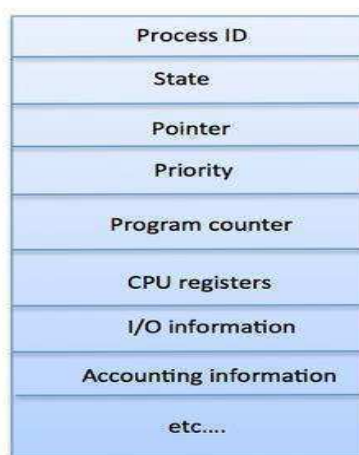 Process ID
State
Pointer
Priority
Program counter
CPU registers
I/O information
Accounting information
etc....